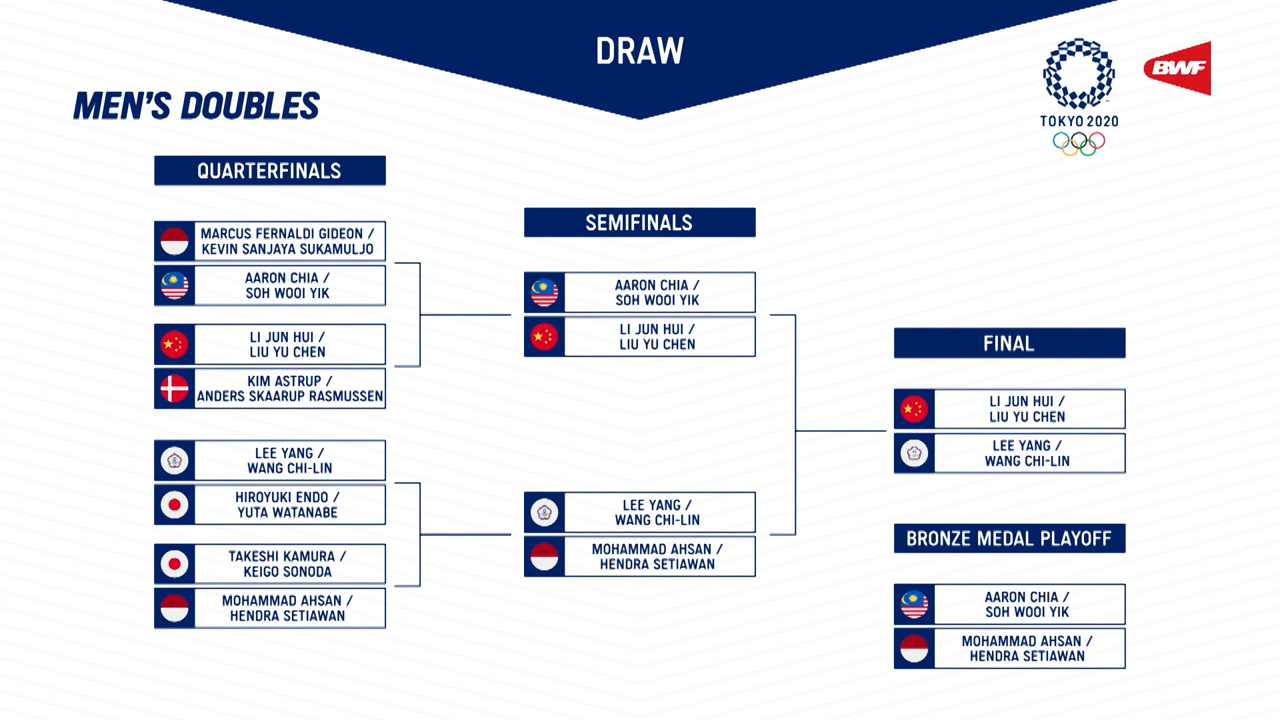 DRAW
MEN'S DOUBLES
TOKYO 2020
BWF
QUARTERFINALS
MARCUS FERNALDI GIDEON /
KEVIN SANJAYA SUKAMULJO
AARON CHIA /
SOH WOOI YIK
LI JUN HUI /
LIU YU CHEN
KIM ASTRUP /
ANDERS SKAARUP RASMUSSEN
LEE YANG /
WANG CHI-LIN
HIROYUKI ENDO /
YUTA WATANABE
TAKESHI KAMURA /
KEIGO SONODA
MOHAMMAD AHSAN /
HENDRA SETIAWAN
SEMIFINALS
AARON CHIA /
SOH WOOI YIK
LI JUN HUI /
LIU YU CHEN
LEE YANG /
WANG CHI-LIN
MOHAMMAD AHSAN /
HENDRA SETIAWAN
FINAL
LI JUN HUI /
LIU YU CHEN
LEE YANG /
WANG CHI-LIN
BRONZE MEDAL PLAYOFF
AARON CHIA /
SOH WOOI YIK
MOHAMMAD AHSAN /
HENDRA SETIAWAN